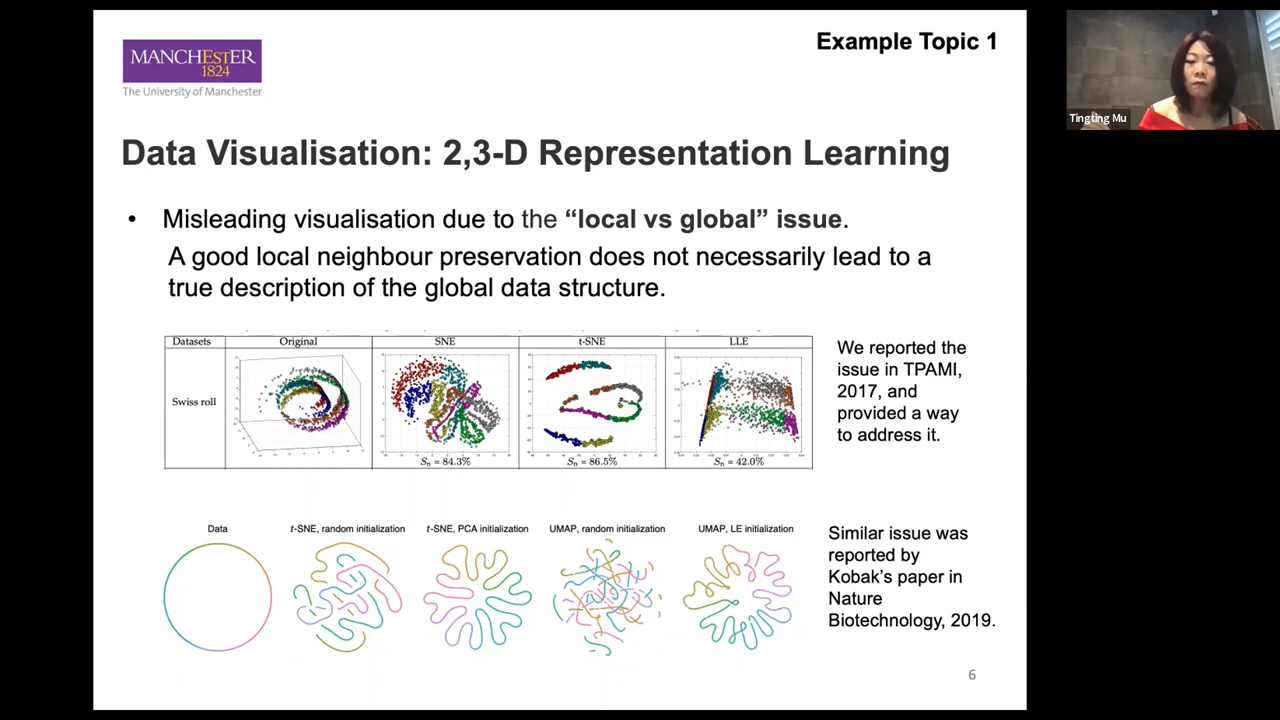 MANCHESTER
1824
The University of Manchester
Example Topic 1
Tingting Mu
Data Visualisation: 2,3-D Representation Learning
• Misleading visualisation due to the “local vs global” issue.
A good local neighbour preservation does not necessarily lead to a
true description of the global data structure.
Datasets Original SNE t-SNE LLE
Swiss roll
Sn = 84.3% Sn = 86.5% Sn = 42.0%
We reported the
issue in TPAMI,
2017, and
provided a way
to address it.
Data t-SNE, random initialization t-SNE, PCA initialization UMAP, random initialization UMAP, LE initialization
Similar issue was
reported by
Kobak’s paper in
Nature
Biotechnology, 2019.
6